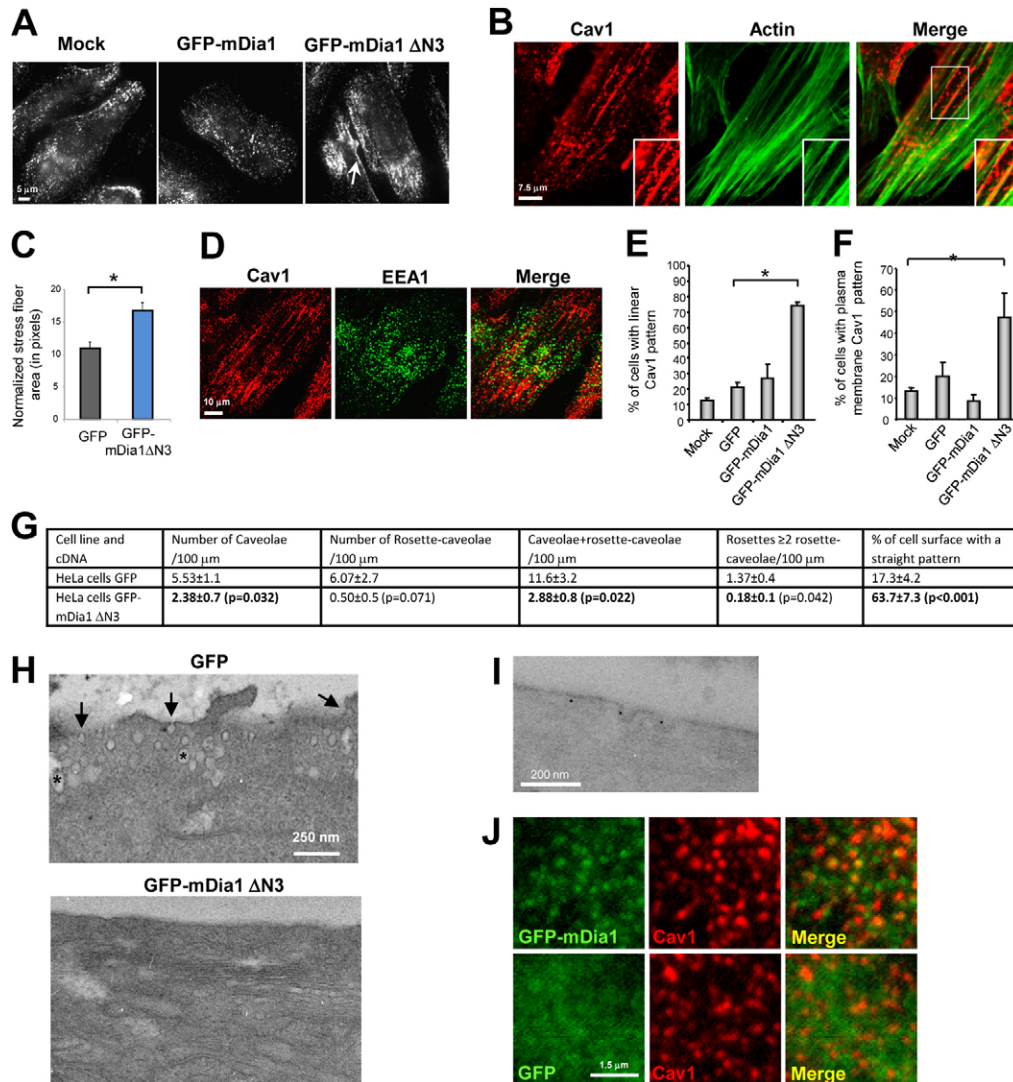 A
Mock
GFP-mDia1
GFP-mDia1 ΔN3
5 µm
B
Cav1
Actin
Merge
7.5 µm
C
Normalized stress fiber
area (in pixels)
20
15
10
5
0
*
GFP
GFP-
mDia1ΔN3
D
Cav1
EEA1
Merge
10 µm
E
% of cells with linear
Cav1 pattern
100
90
80
70
60
50
40
30
20
10
0
*
Mock
GFP
GFP-mDia1
GFP-mDia1 ΔN3
F
% of cells with plasma
membrane Cav1 pattern
70
60
50
40
30
20
10
0
*
Mock
GFP
GFP-mDia1
GFP-mDia1 ΔN3
G
Cell line and cDNA | Number of Caveolae /100 µm | Number of Rosette-caveolae /100 µm | Caveolae+rosette-caveolae /100 µm | Rosettes ≥2 rosette-caveolae/100 µm | % of cell surface with a straight pattern
HeLa cells GFP | 5.53±1.1 | 6.07±2.7 | 11.6±3.2 | 1.37±0.4 | 17.3±4.2
HeLa cells GFP-mDia1 ΔN3 | 2.38±0.7 (p=0.032) | 0.50±0.5 (p=0.071) | 2.88±0.8 (p=0.022) | 0.18±0.1 (p=0.042) | 63.7±7.3 (p<0.001)
H
GFP
*
*
250 nm
GFP-mDia1 ΔN3
I
200 nm
J
GFP-mDia1
Cav1
Merge
GFP
1.5 µm
Cav1
Merge